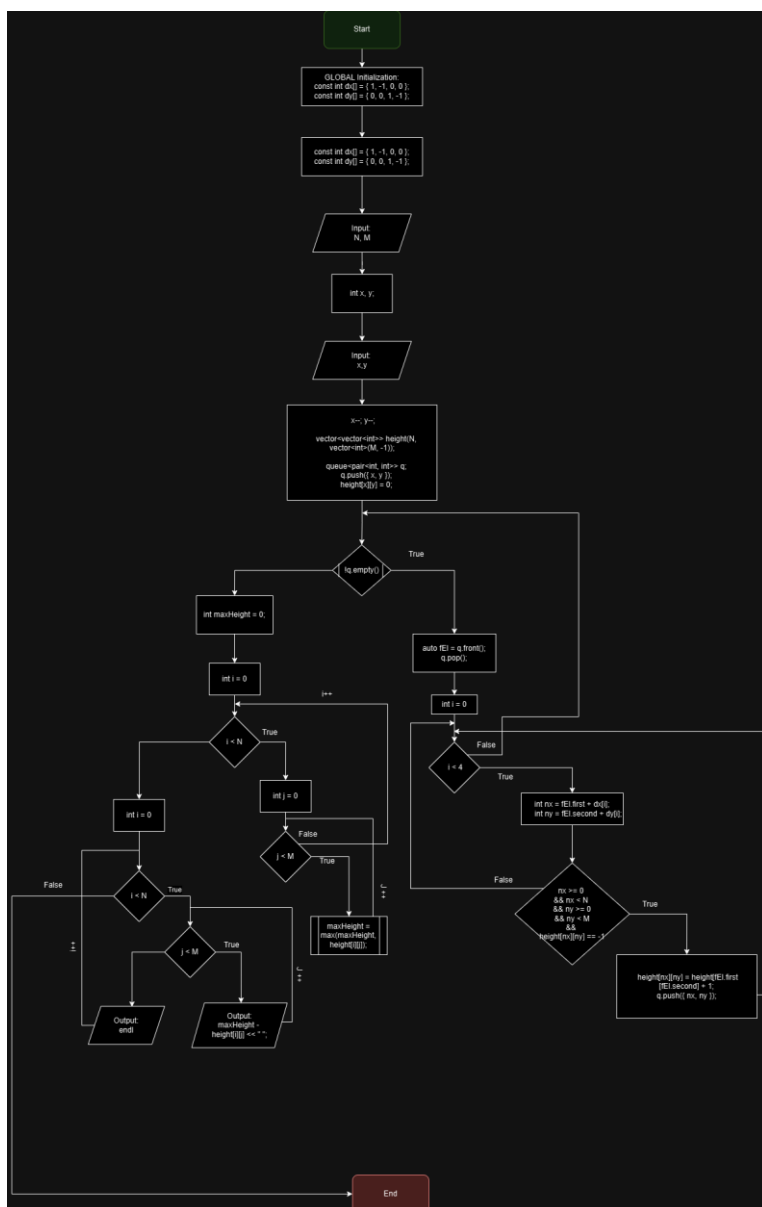 Start
GLOBAL Initialization:
const int dx[] = { 1, -1, 0, 0 };
const int dy[] = { 0, 0, 1, -1 };
const int dx[] = { 1, -1, 0, 0 };
const int dy[] = { 0, 0, 1, -1 };
Input:
N, M
int x, y;
Input:
x,y
x--; y--;
vector<vector<int>> height(N,
vector<int>(M, -1));
queue<pair<int, int>> q;
q.push({ x, y });
height[x][y] = 0;
!q.empty()
True
int maxHeight = 0;
int i = 0
i++
i < N
True
int j = 0
False
j < M
True
J++
maxHeight =
max(maxHeight,
height[i][j]);
int i = 0
False
i < N
True
i++
j < M
True
J++
Output:
endl
Output:
maxHeight -
height[i][j] << " ";
auto fEl = q.front();
q.pop();
int i = 0
False
i < 4
True
int nx = fEl.first + dx[i];
int ny = fEl.second + dy[i];
False
nx >= 0
&& nx < N
&& ny >= 0
&& ny < M
&&
height[nx][ny] == -1
True
height[nx][ny] = height[fEl.first
[fEl.second] + 1;
q.push({ nx, ny });
End